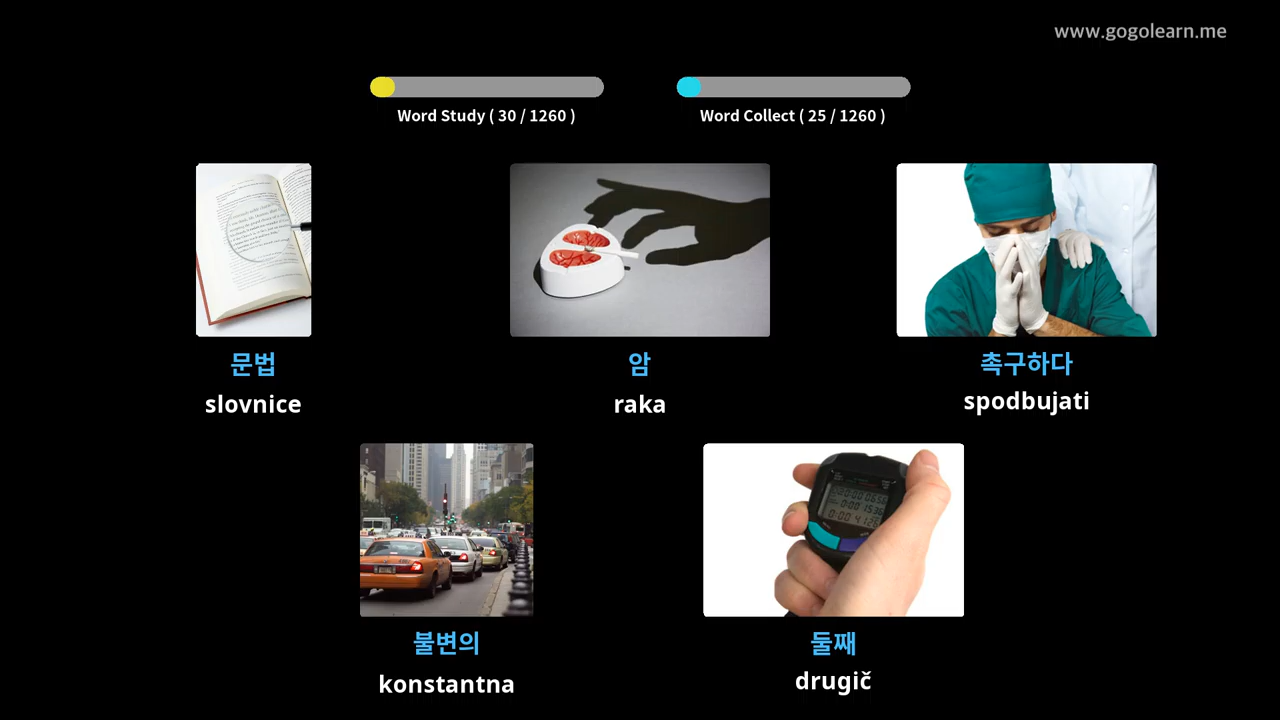 www.gogolearn.me
Word Study ( 30 / 1260 )
Word Collect ( 25 / 1260 )
문법
slovnice
암
raka
촉구하다
spodbujati
불변의
konstantna
둘째
drugič